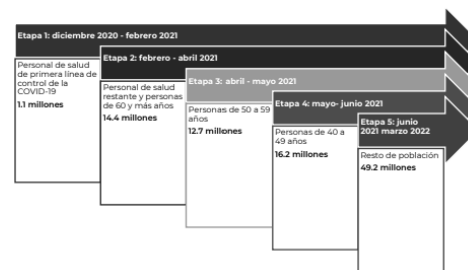 Etapa 1: diciembre 2020 - febrero 2021
Personal de salud
de primera línea de
control de la
COVID-19
1.1 millones
Etapa 2: febrero - abril 2021
Personal de salud
restante y personas
de 60 y más años
14.4 millones
Etapa 3: abril - mayo 2021
Personas de 50 a 59
años
12.7 millones
Etapa 4: mayo- junio 2021
Personas de 40 a
49 años
16.2 millones
Etapa 5: junio
2021 marzo 2022
Resto de población
49.2 millones